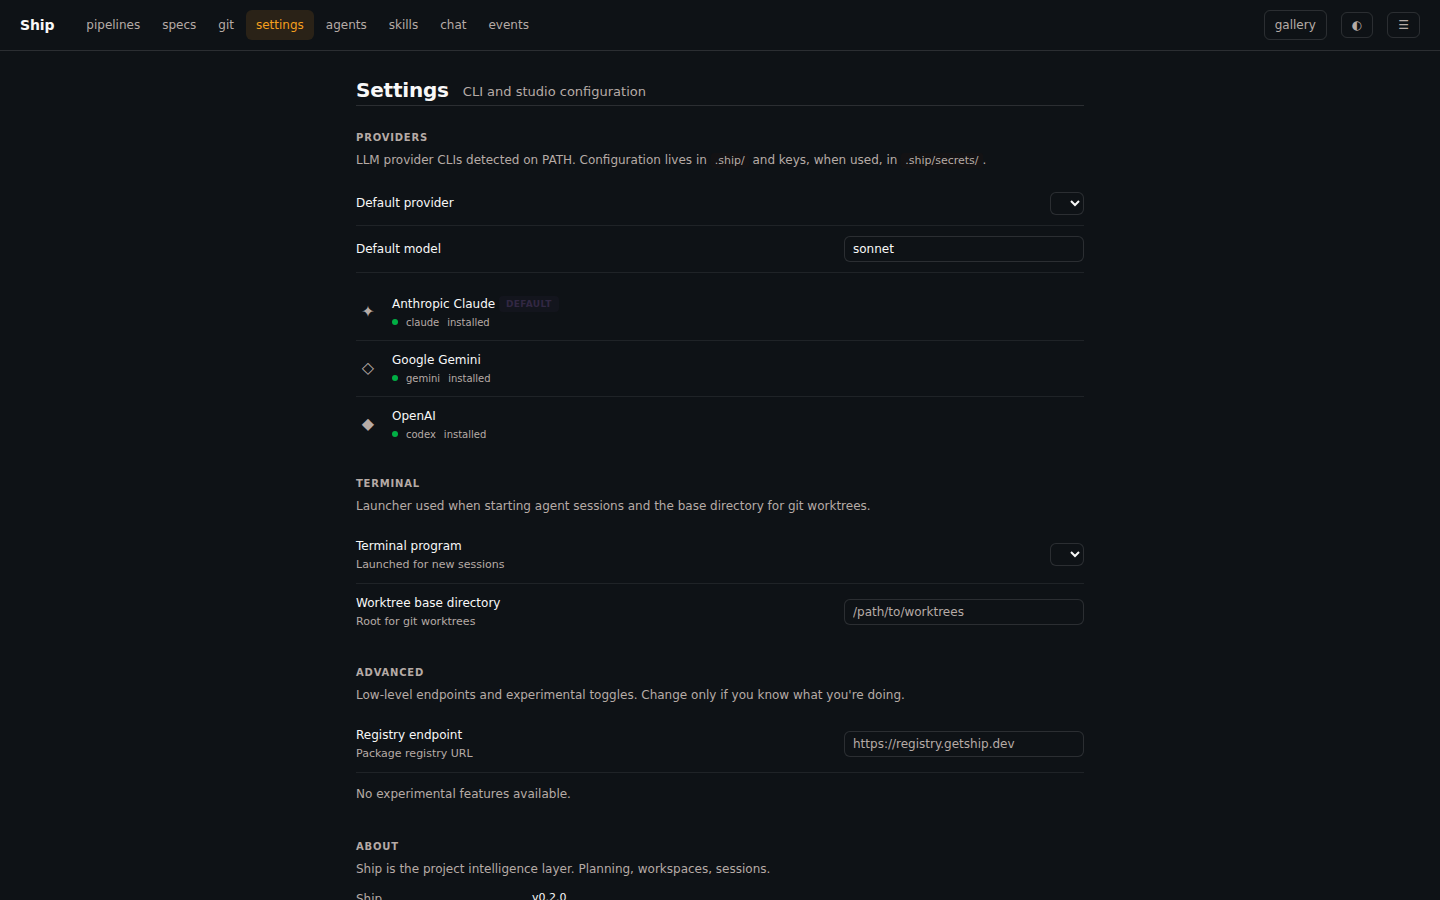 Ship pipelines specs git settings agents skills chat events gallery
Settings CLI and studio configuration
PROVIDERS
LLM provider CLIs detected on PATH. Configuration lives in .ship/ and keys, when used, in .ship/secrets/ .
Default provider
Default model sonnet
Anthropic Claude DEFAULT
claude installed
Google Gemini
gemini installed
OpenAI
codex installed
TERMINAL
Launcher used when starting agent sessions and the base directory for git worktrees.
Terminal program
Launched for new sessions
Worktree base directory
/path/to/worktrees
Root for git worktrees
ADVANCED
Low-level endpoints and experimental toggles. Change only if you know what you're doing.
Registry endpoint
https://registry.getship.dev
Package registry URL
No experimental features available.
ABOUT
Ship is the project intelligence layer. Planning, workspaces, sessions.
Ship v0.2.0